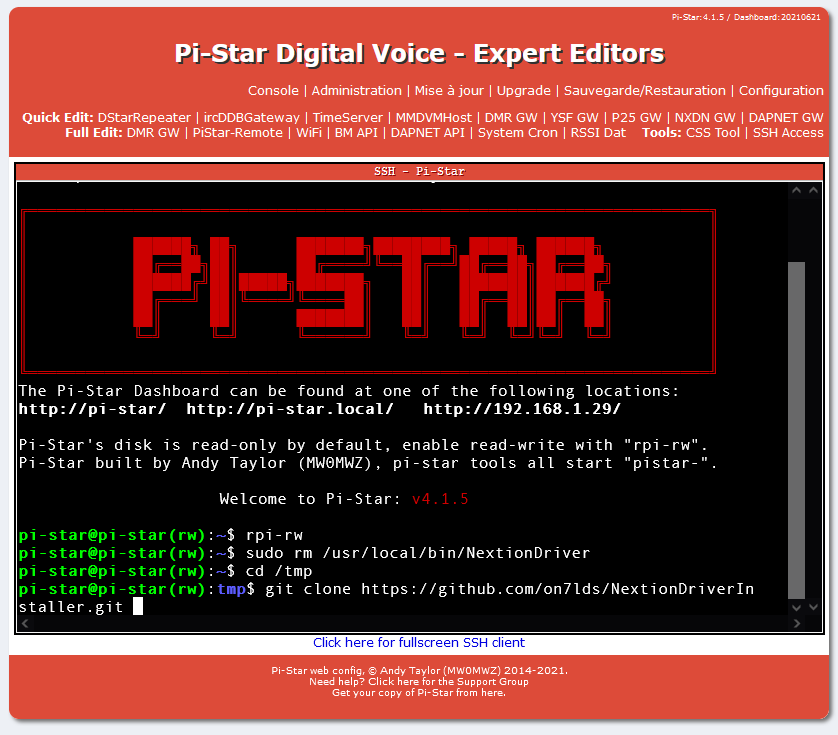 Pi-Star:4.1.5 / Dashboard:20210621
Pi-Star Digital Voice - Expert Editors
Console | Administration | Mise à jour | Upgrade | Sauvegarde/Restauration | Configuration
Quick Edit: DStarRepeater | ircDDBGateway | TimeServer | MMDVMHost | DMR GW | YSF GW | P25 GW | NXDN GW | DAPNET GW
Full Edit: DMR GW | PiStar-Remote | WiFi | BM API | DAPNET API | System Cron | RSSI Dat Tools: CSS Tool | SSH Access
SSH - Pi-Star
PI-STAR
The Pi-Star Dashboard can be found at one of the following locations:
http://pi-star/ http://pi-star.local/ http://192.168.1.29/
Pi-Star's disk is read-only by default, enable read-write with "rpi-rw".
Pi-Star built by Andy Taylor (MW0MWZ), pi-star tools all start "pistar-".
Welcome to Pi-Star: v4.1.5
pi-star@pi-star(rw):~$ rpi-rw
pi-star@pi-star(rw):~$ sudo rm /usr/local/bin/NextionDriver
pi-star@pi-star(rw):~$ cd /tmp
pi-star@pi-star(rw):tmp$ git clone https://github.com/on7lds/NextionDriverIn
staller.git
Click here for fullscreen SSH client
Pi-Star web config, © Andy Taylor (MW0MWZ) 2014-2021.
Need help? Click here for the Support Group
Get your copy of Pi-Star from here.